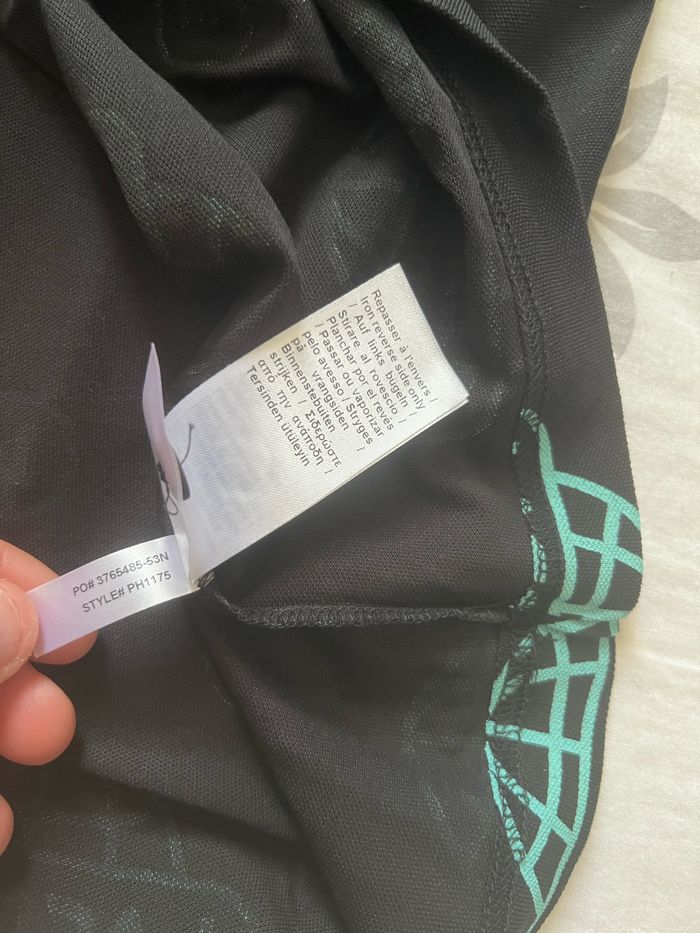 Repasser à l'envers /
Iron reverse side only
/ Auf links bügeln /
Stirare al rovescio /
Planchar por el revés
/ Passar ou vaporizar
pelo avesso / Stryges
på vrangsiden /
Binnenstebuiten
strijken / Σιδερώστε
από την ανάποδη /
Tersinden ütüleyin
PO# 3765485-53N
STYLE# PH1175